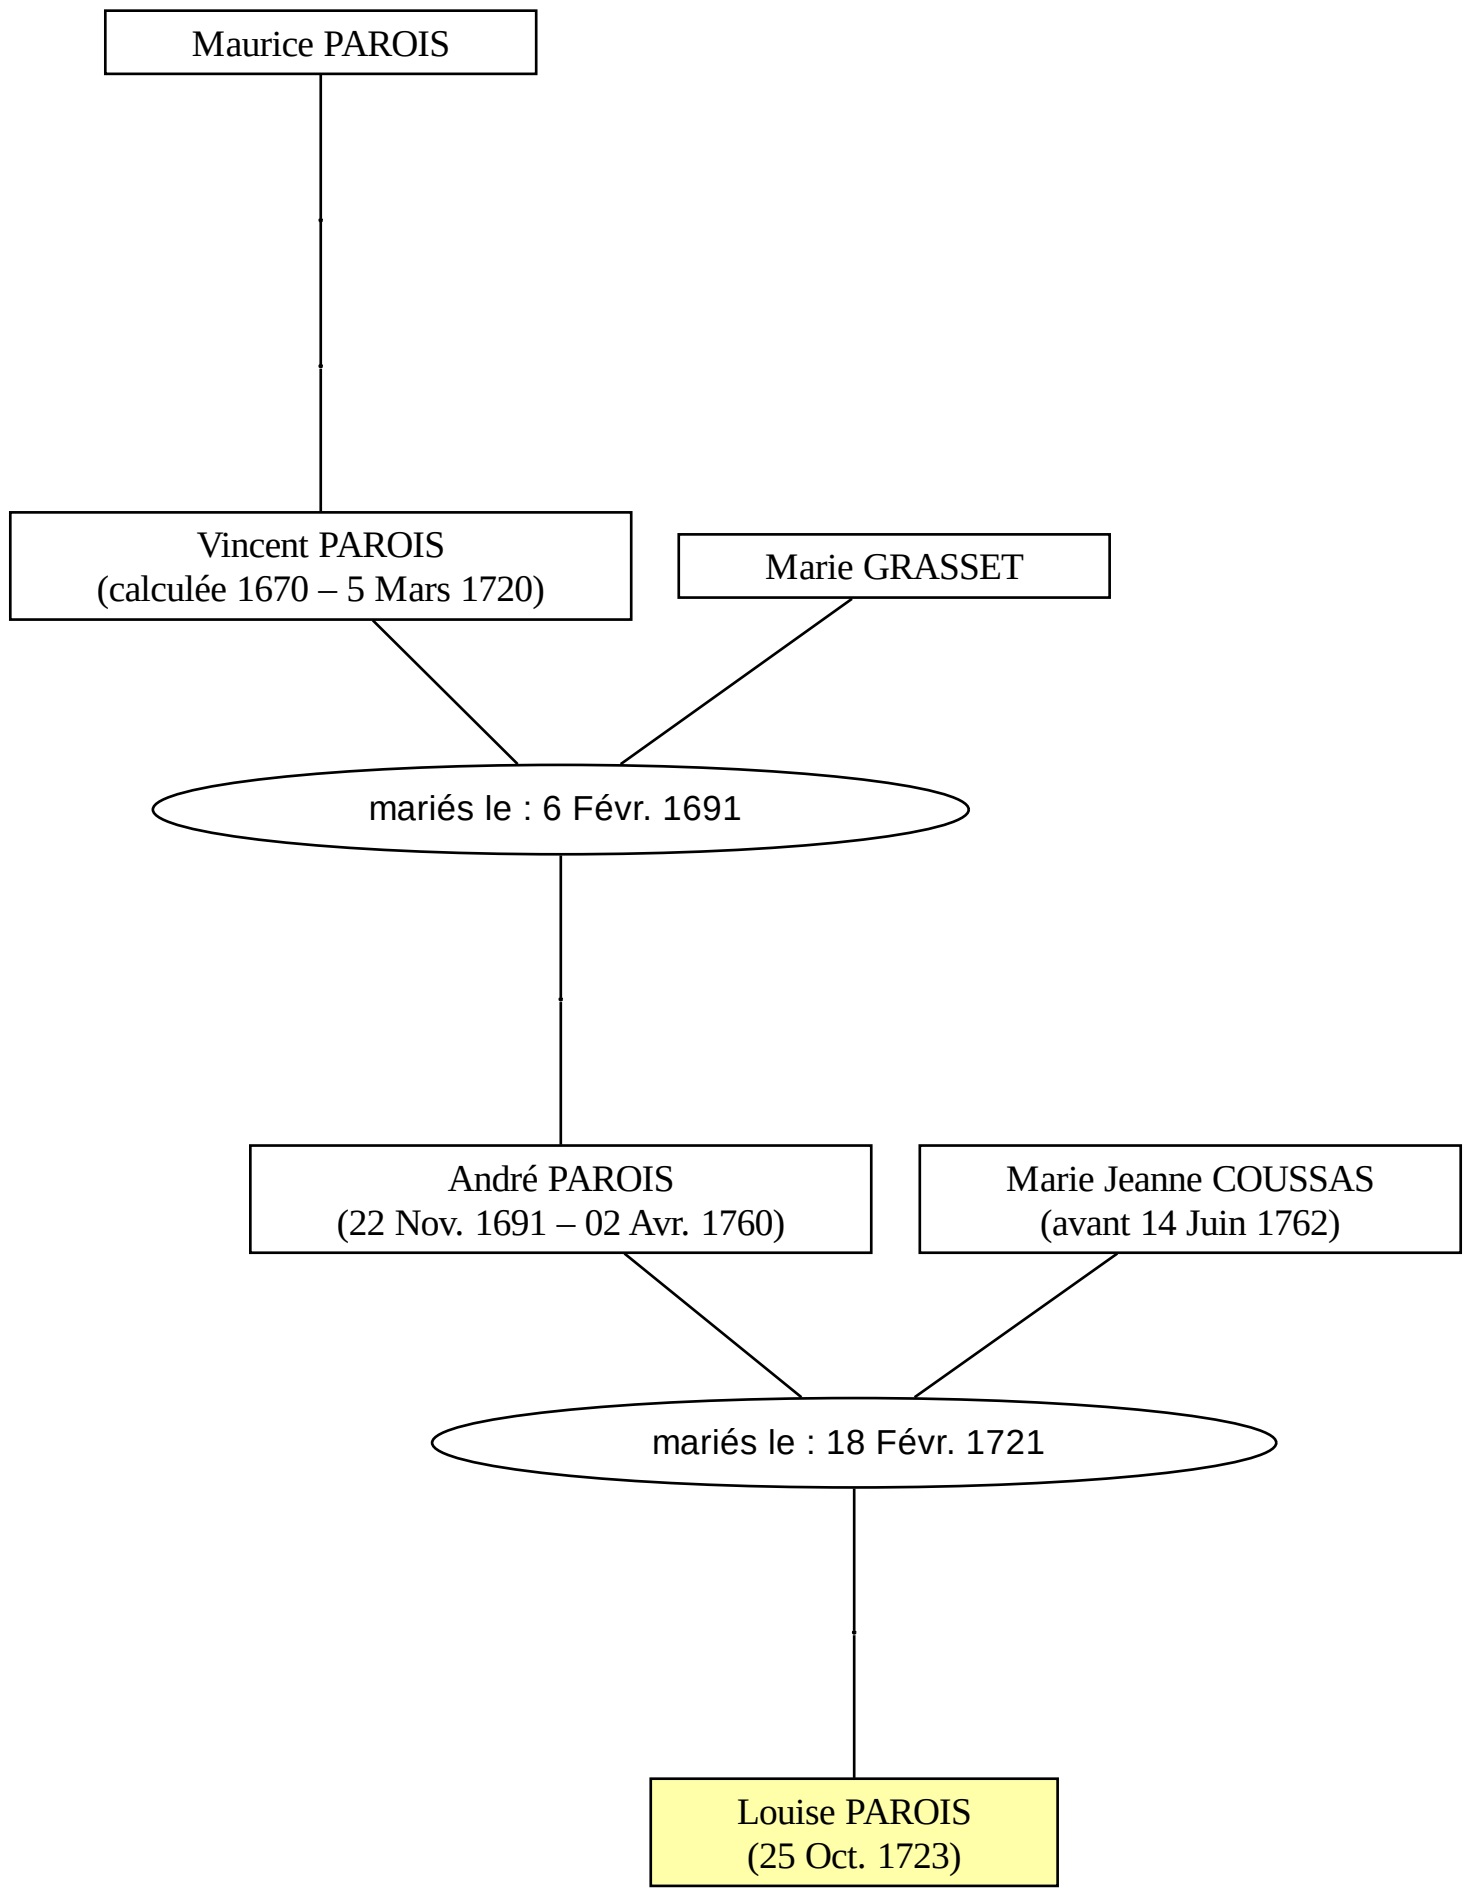 Maurice PAROIS
Vincent PAROIS
(calculée 1670 – 5 Mars 1720)
Marie GRASSET
mariés le : 6 Févr. 1691
André PAROIS
(22 Nov. 1691 – 02 Avr. 1760)
Marie Jeanne COUSSAS
(avant 14 Juin 1762)
mariés le : 18 Févr. 1721
Louise PAROIS
(25 Oct. 1723)